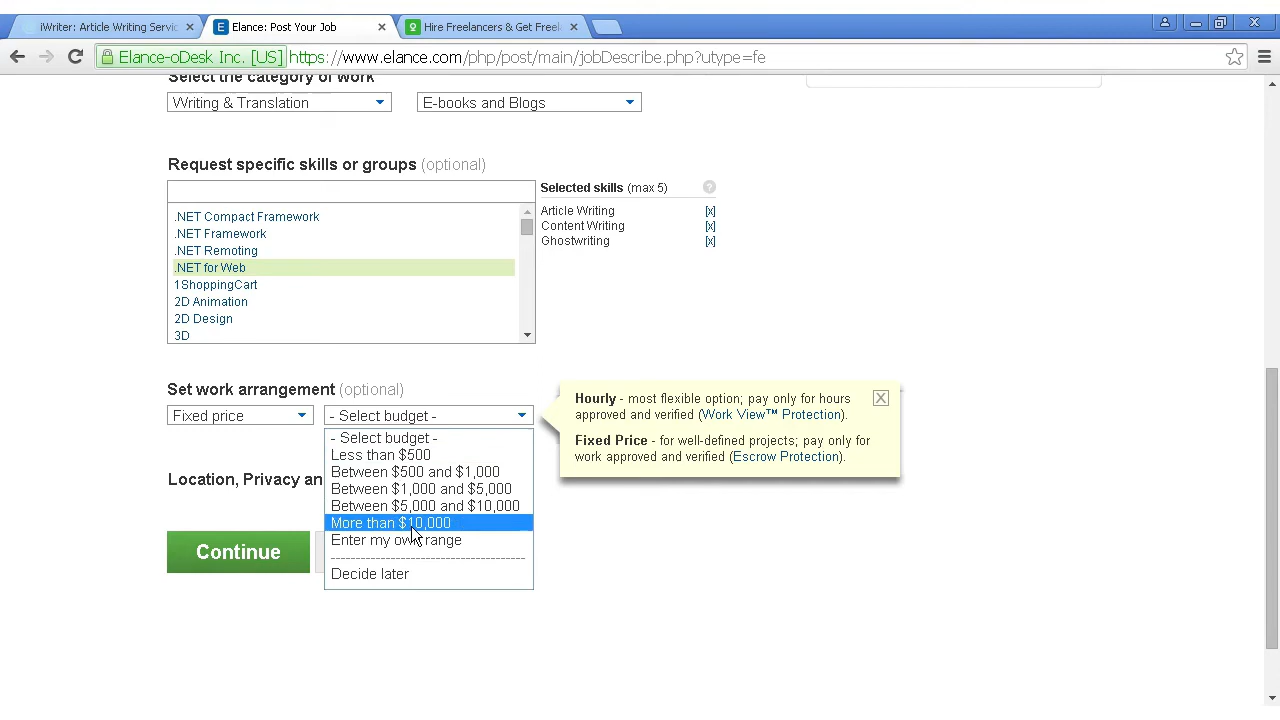 iWriter: Article Writing Servic
Elance: Post Your Job
Hire Freelancers & Get Freel
Elance-oDesk Inc. [US] https://www.elance.com/php/post/main/jobDescribe.php?utype=fe
Select the category of work
Writing & Translation
E-books and Blogs
Request specific skills or groups (optional)
Selected skills (max 5)
.NET Compact Framework
.NET Framework
.NET Remoting
.NET for Web
1ShoppingCart
2D Animation
2D Design
3D
Article Writing [x]
Content Writing [x]
Ghostwriting [x]
Set work arrangement (optional)
Fixed price
- Select budget -
- Select budget -
Less than $500
Between $500 and $1,000
Between $1,000 and $5,000
Between $5,000 and $10,000
More than $10,000
Enter my own range
Decide later
Hourly - most flexible option; pay only for hours
approved and verified (Work View™ Protection).
Fixed Price - for well-defined projects; pay only for
work approved and verified (Escrow Protection).
X
Location, Privacy an
Continue